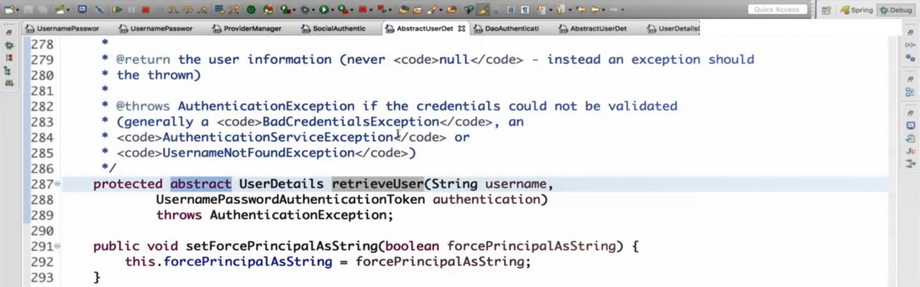 Quick Access
Spring
Debug
UsernamePasswor
UsernamePasswor
ProviderManager
SocialAuthentic
AbstractUserDet
DaoAuthenticati
AbstractUserDet
UserDetailsC
278 *
279 * @return the user information (never <code>null</code> - instead an exception should
280 * the thrown)
281 *
282 * @throws AuthenticationException if the credentials could not be validated
283 * (generally a <code>BadCredentialsException</code>, an
284 * <code>AuthenticationServiceException</code> or
285 * <code>UsernameNotFoundException</code>)
286 */
287 protected abstract UserDetails retrieveUser(String username,
288 UsernamePasswordAuthenticationToken authentication)
289 throws AuthenticationException;
290
291 public void setForcePrincipalAsString(boolean forcePrincipalAsString) {
292 this.forcePrincipalAsString = forcePrincipalAsString;
293 }